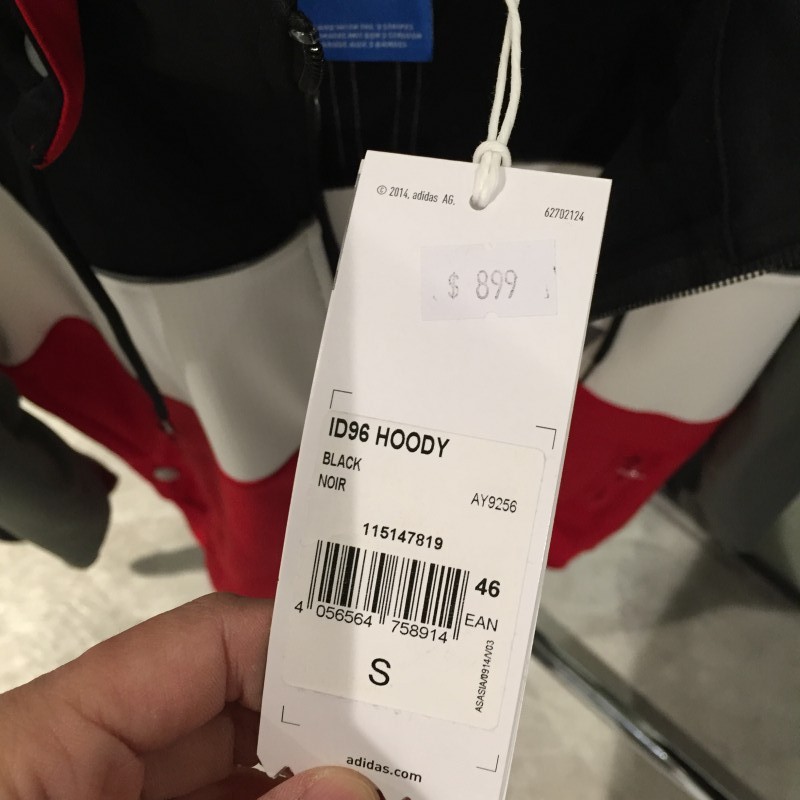 © 2014, adidas AG.
62702124
$ 899
ID96 HOODY
BLACK
NOIR
AY9256
115147819
46
EAN
4 056564 758914
S
ASASIA/0914/V03
adidas.com